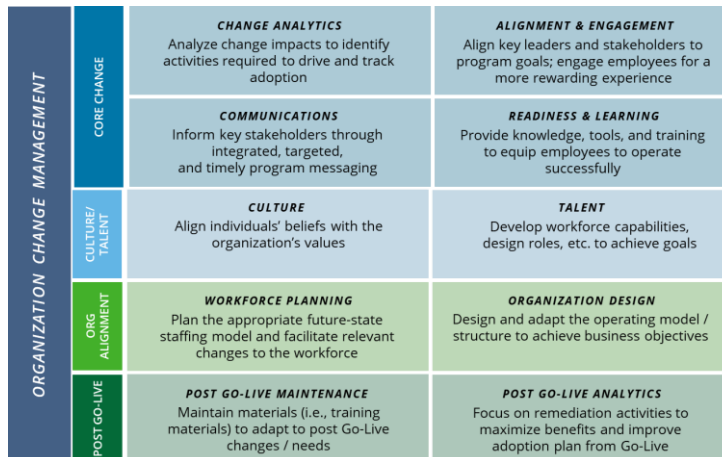 ORGANIZATION CHANGE MANAGEMENT
CORE CHANGE
CHANGE ANALYTICS
Analyze change impacts to identify
activities required to drive and track
adoption
ALIGNMENT & ENGAGEMENT
Align key leaders and stakeholders to
program goals; engage employees for a
more rewarding experience
COMMUNICATIONS
Inform key stakeholders through
integrated, targeted,
and timely program messaging
READINESS & LEARNING
Provide knowledge, tools, and training
to equip employees to operate
successfully
CULTURE/
TALENT
CULTURE
Align individuals’ beliefs with the
organization’s values
TALENT
Develop workforce capabilities,
design roles, etc. to achieve goals
ORG
ALIGNMENT
WORKFORCE PLANNING
Plan the appropriate future-state
staffing model and facilitate relevant
changes to the workforce
ORGANIZATION DESIGN
Design and adapt the operating model /
structure to achieve business objectives
POST GO-LIVE
POST GO-LIVE MAINTENANCE
Maintain materials (i.e., training
materials) to adapt to post Go-Live
changes / needs
POST GO-LIVE ANALYTICS
Focus on remediation activities to
maximize benefits and improve
adoption plan from Go-Live